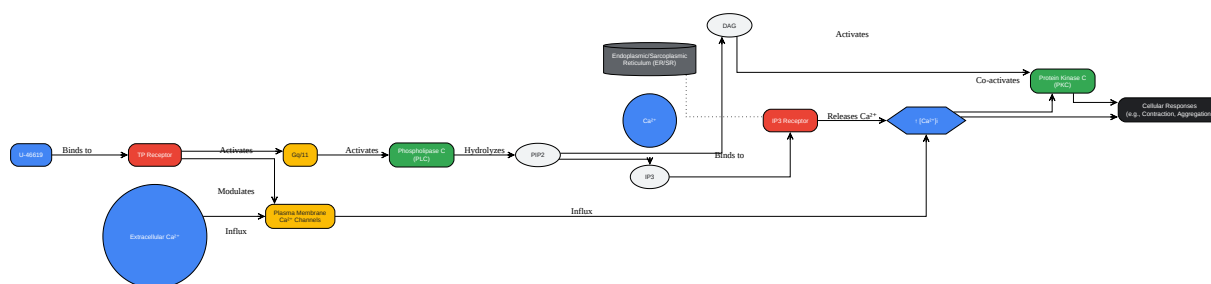 DAG
Activates
Endoplasmic/Sarcoplasmic
Reticulum (ER/SR)
Co-activates
Protein Kinase C
(PKC)
Ca²⁺
IP3 Receptor
Releases Ca²⁺
↑ [Ca²⁺]i
Cellular Responses
(e.g., Contraction, Aggregation
U-46619
Binds to
TP Receptor
Activates
Gq/11
Activates
Phospholipase C
(PLC)
Hydrolyzes
PIP2
Binds to
IP3
Modulates
Plasma Membrane
Ca²⁺ Channels
Influx
Influx
Extracellular Ca²⁺